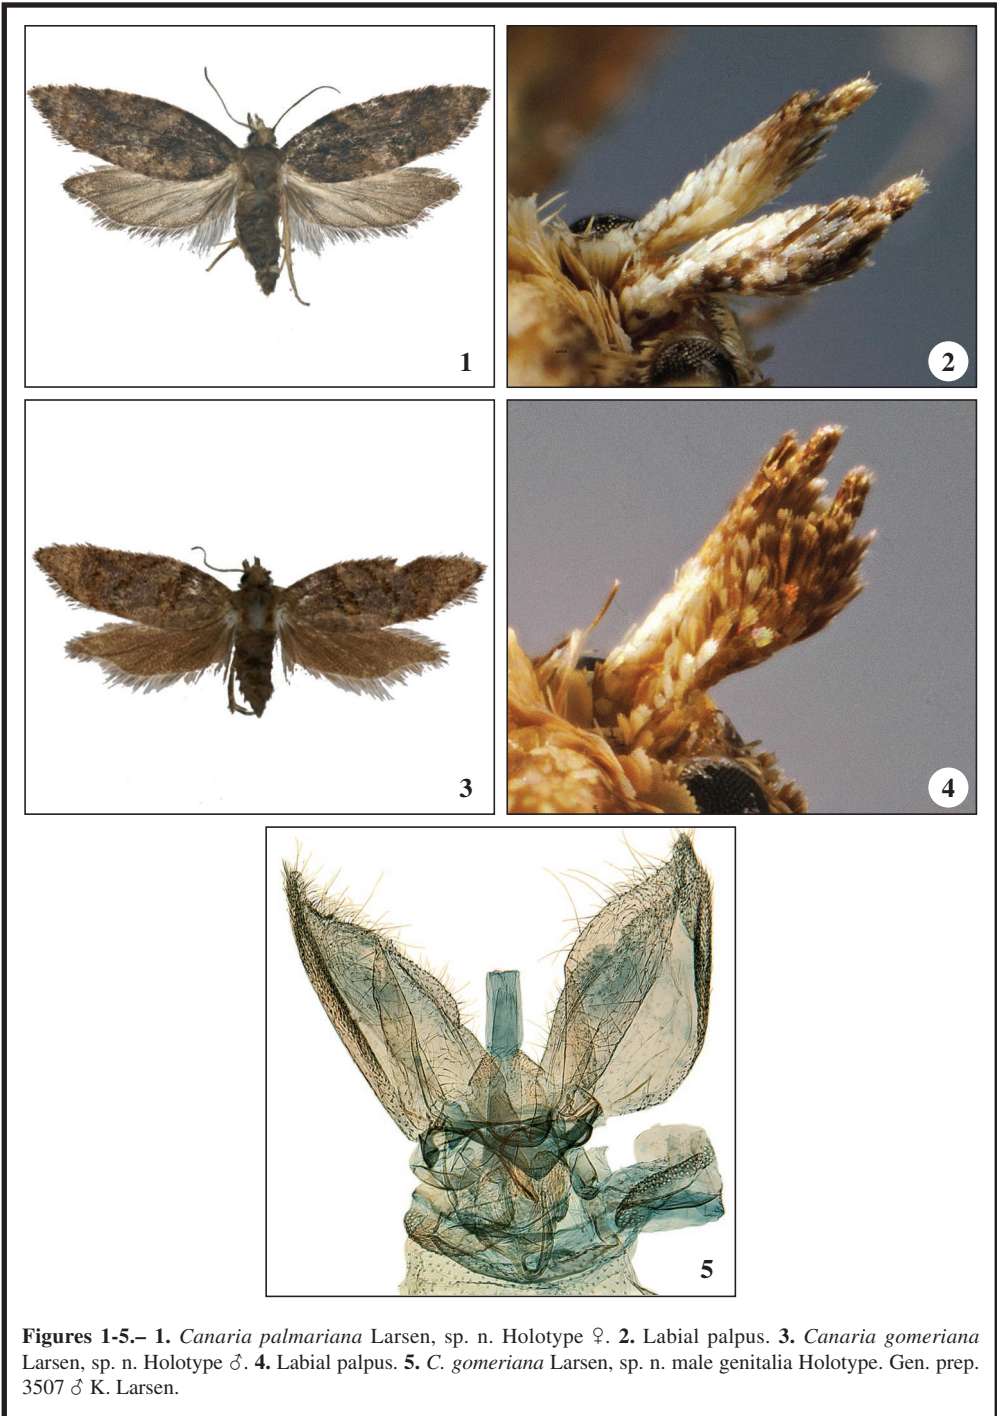 1
2
3
4
5
Figures 1-5.– 1. Canaria palmariana Larsen, sp. n. Holotype ♀. 2. Labial palpus. 3. Canaria gomeriana
Larsen, sp. n. Holotype ♂. 4. Labial palpus. 5. C. gomeriana Larsen, sp. n. male genitalia Holotype. Gen. prep.
3507 ♂ K. Larsen.